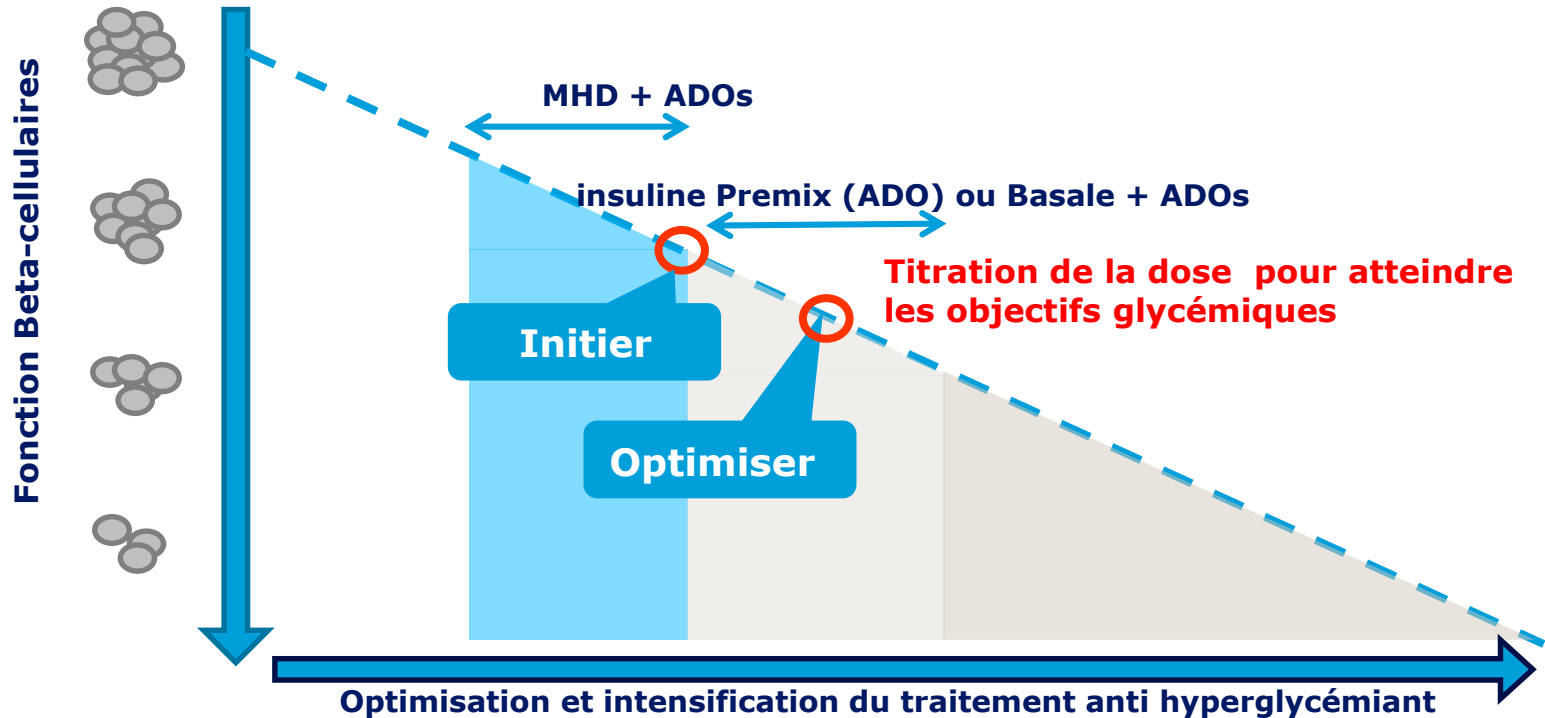 Fonction Beta-cellulaires
MHD + ADOs
insuline Premix (ADO) ou Basale + ADOs
Titration de la dose pour atteindre
les objectifs glycémiques
Initier
Optimiser
Optimisation et intensification du traitement anti hyperglycémiant